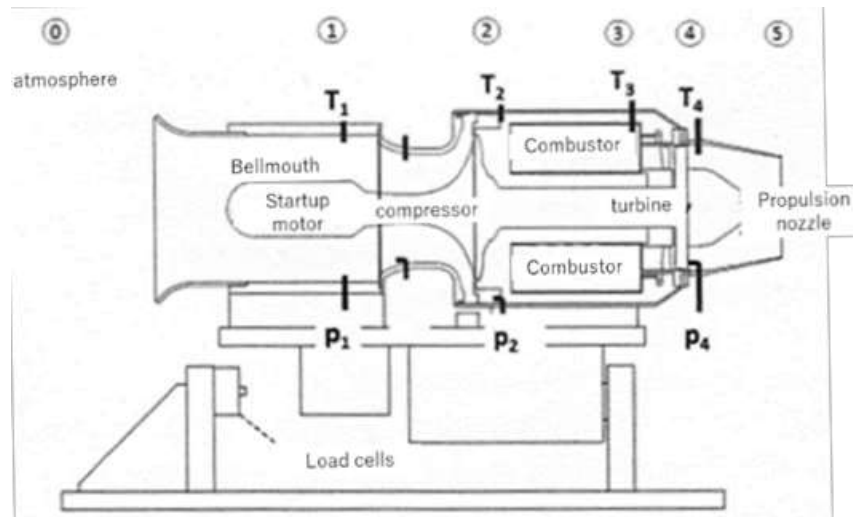 ⓪ ① ② ③ ④ ⑤
atmosphere
T₁ T₂ T₃ T₄
Combustor
Bellmouth
Startup
motor
compressor
turbine
Propulsion
nozzle
Combustor
p₁ p₂ p₄
Load cells